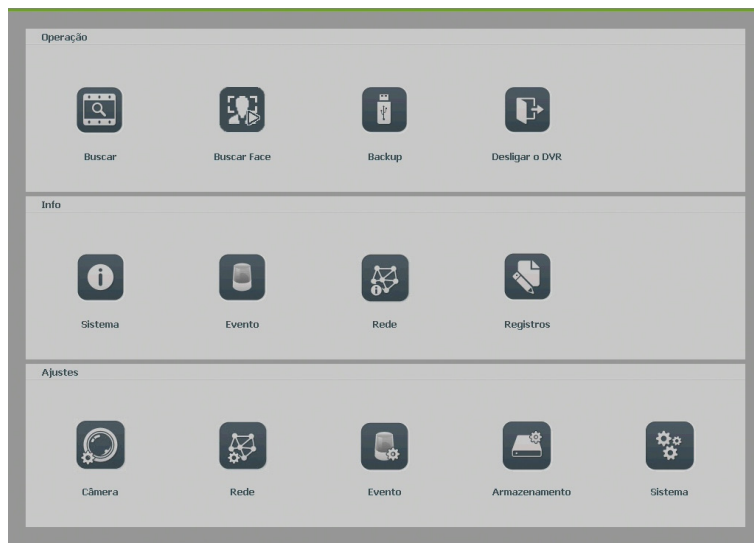 Operação
Buscar
Buscar Face
Backup
Desligar o DVR
Info
Sistema
Evento
Rede
Registros
Ajustes
Câmera
Rede
Evento
Armazenamento
Sistema